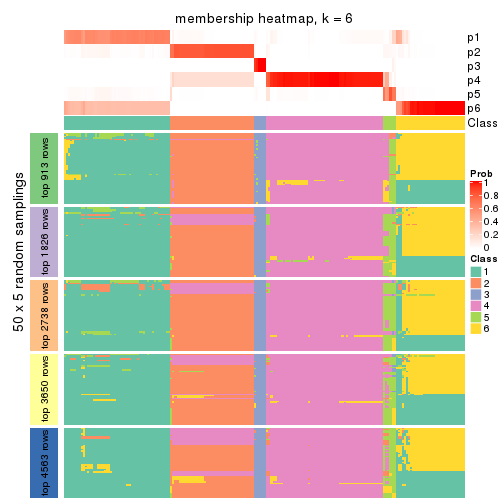 membership heatmap, k = 6
p1
p2
p3
p4
p5
p6
Class
50 x 5 random samplings
top 913 rows
top 1826 rows
top 2738 rows
top 3650 rows
top 4563 rows
Prob
1
0.8
0.6
0.4
0.2
0
Class
1
2
3
4
5
6